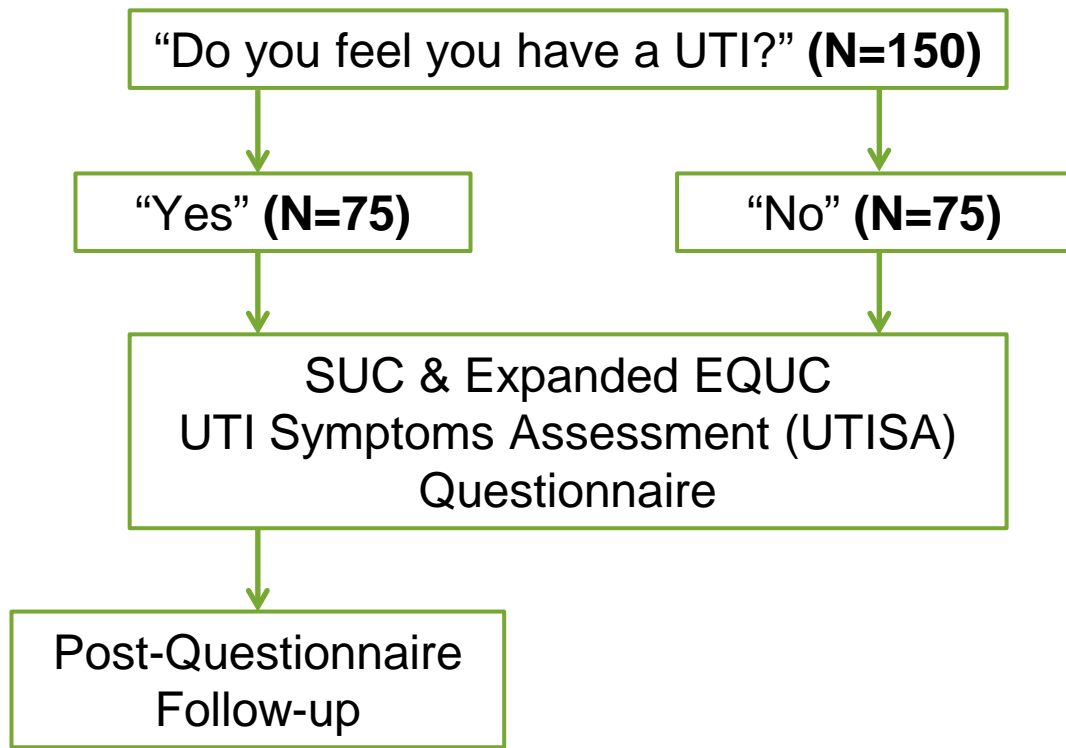 “Do you feel you have a UTI?” (N=150)
“Yes” (N=75)
“No” (N=75)
SUC & Expanded EQUC
UTI Symptoms Assessment (UTISA)
Questionnaire
Post-Questionnaire
Follow-up